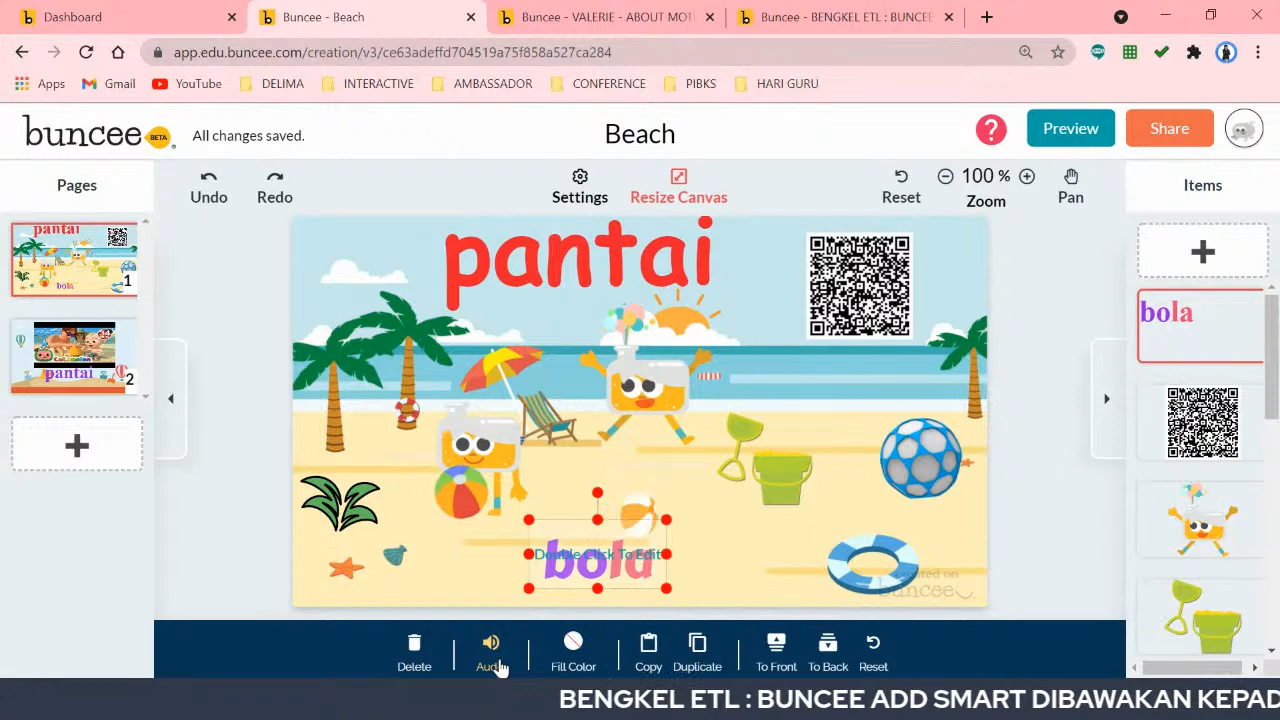 Dashboard
Buncee - Beach
Buncee - VALERIE - ABOUT MOT
Buncee - BENGKEL ETL : BUNCEE
app.edu.buncee.com/creation/v3/ce63adeffd704519a75f858a527ca284
Apps
Gmail
YouTube
DELIMA
INTERACTIVE
AMBASSADOR
CONFERENCE
PIBKS
HARI GURU
buncee BETA
All changes saved.
Beach
?
Preview
Share
Pages
Undo
Redo
Settings
Resize Canvas
Reset
100 %
Zoom
Pan
Items
pantai
bola
1
pantai
2
pantai
Double Click To Edit
bola
created on
buncee
bola
Delete
Audio
Fill Color
Copy
Duplicate
To Front
To Back
Reset
BENGKEL ETL : BUNCEE ADD SMART DIBAWAKAN KEPAD